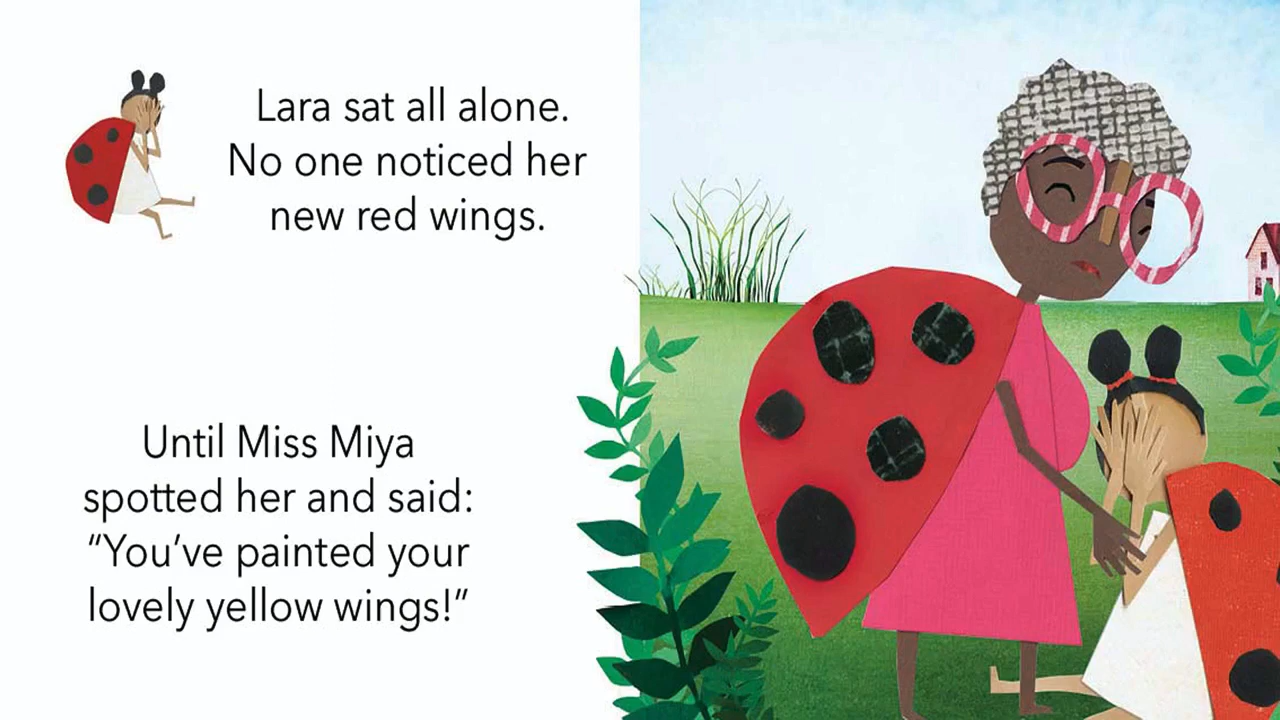 Lara sat all alone.
No one noticed her
new red wings.
Until Miss Miya
spotted her and said:
“You’ve painted your
lovely yellow wings!”